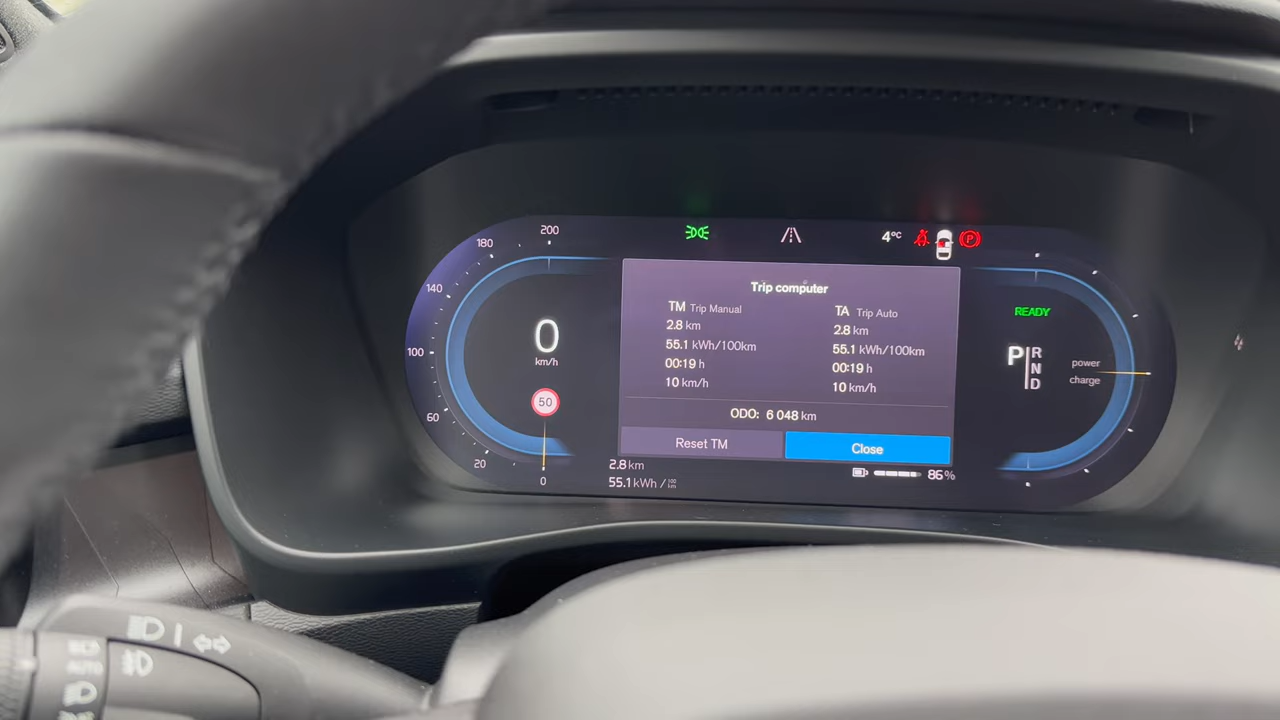 200
180
140
100
60
20
0
0
km/h
50
4°C
Trip computer
TM Trip Manual
2.8 km
55.1 kWh/100km
00:19 h
10 km/h
TA Trip Auto
2.8 km
55.1 kWh/100km
00:19 h
10 km/h
ODO: 6 048 km
Reset TM
Close
2.8 km
55.1 kWh / 100 km
86%
P
READY
P R
N
D
power
charge
AUTO